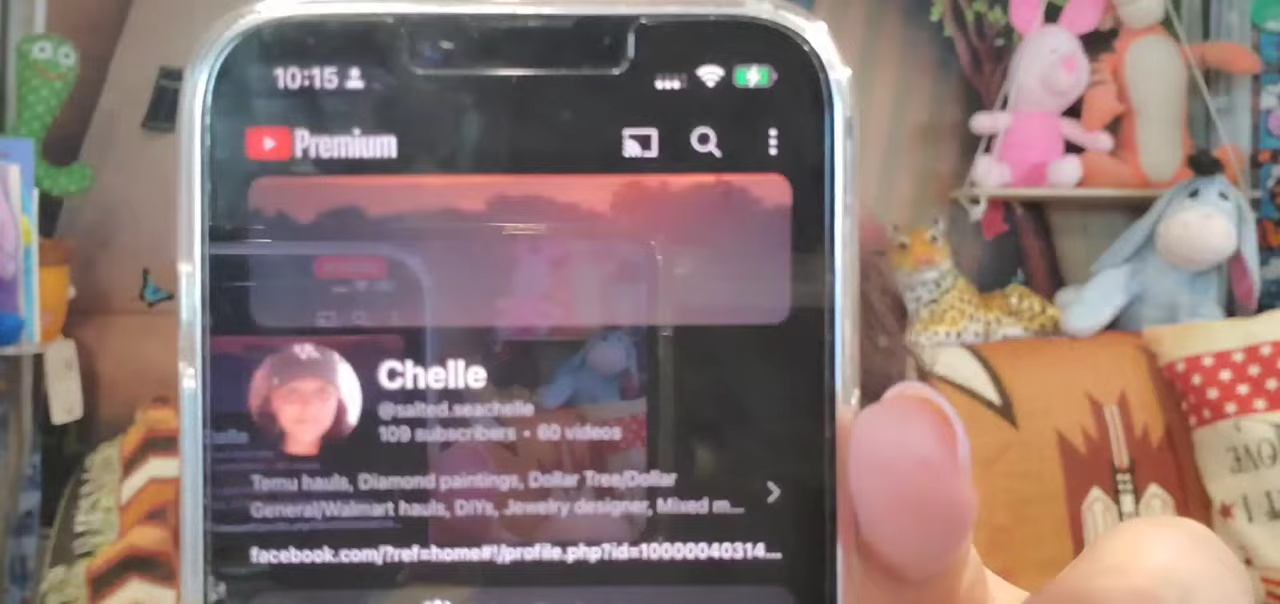 10:15
Premium
Chelle
@salted.seachelle
109 subscribers • 60 videos
Temu hauls, Diamond paintings, Dollar Tree/Dollar
General/Walmart hauls, DIYs, Jewelry designer, Mixed m...
facebook.com/?ref=home#!/profile.php?id=10000040314...
LOVE